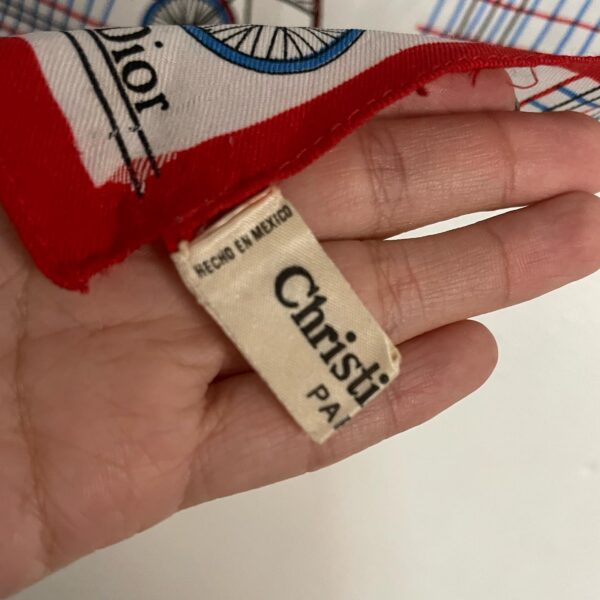 Dior
HECHO EN MEXICO
Christi
PA